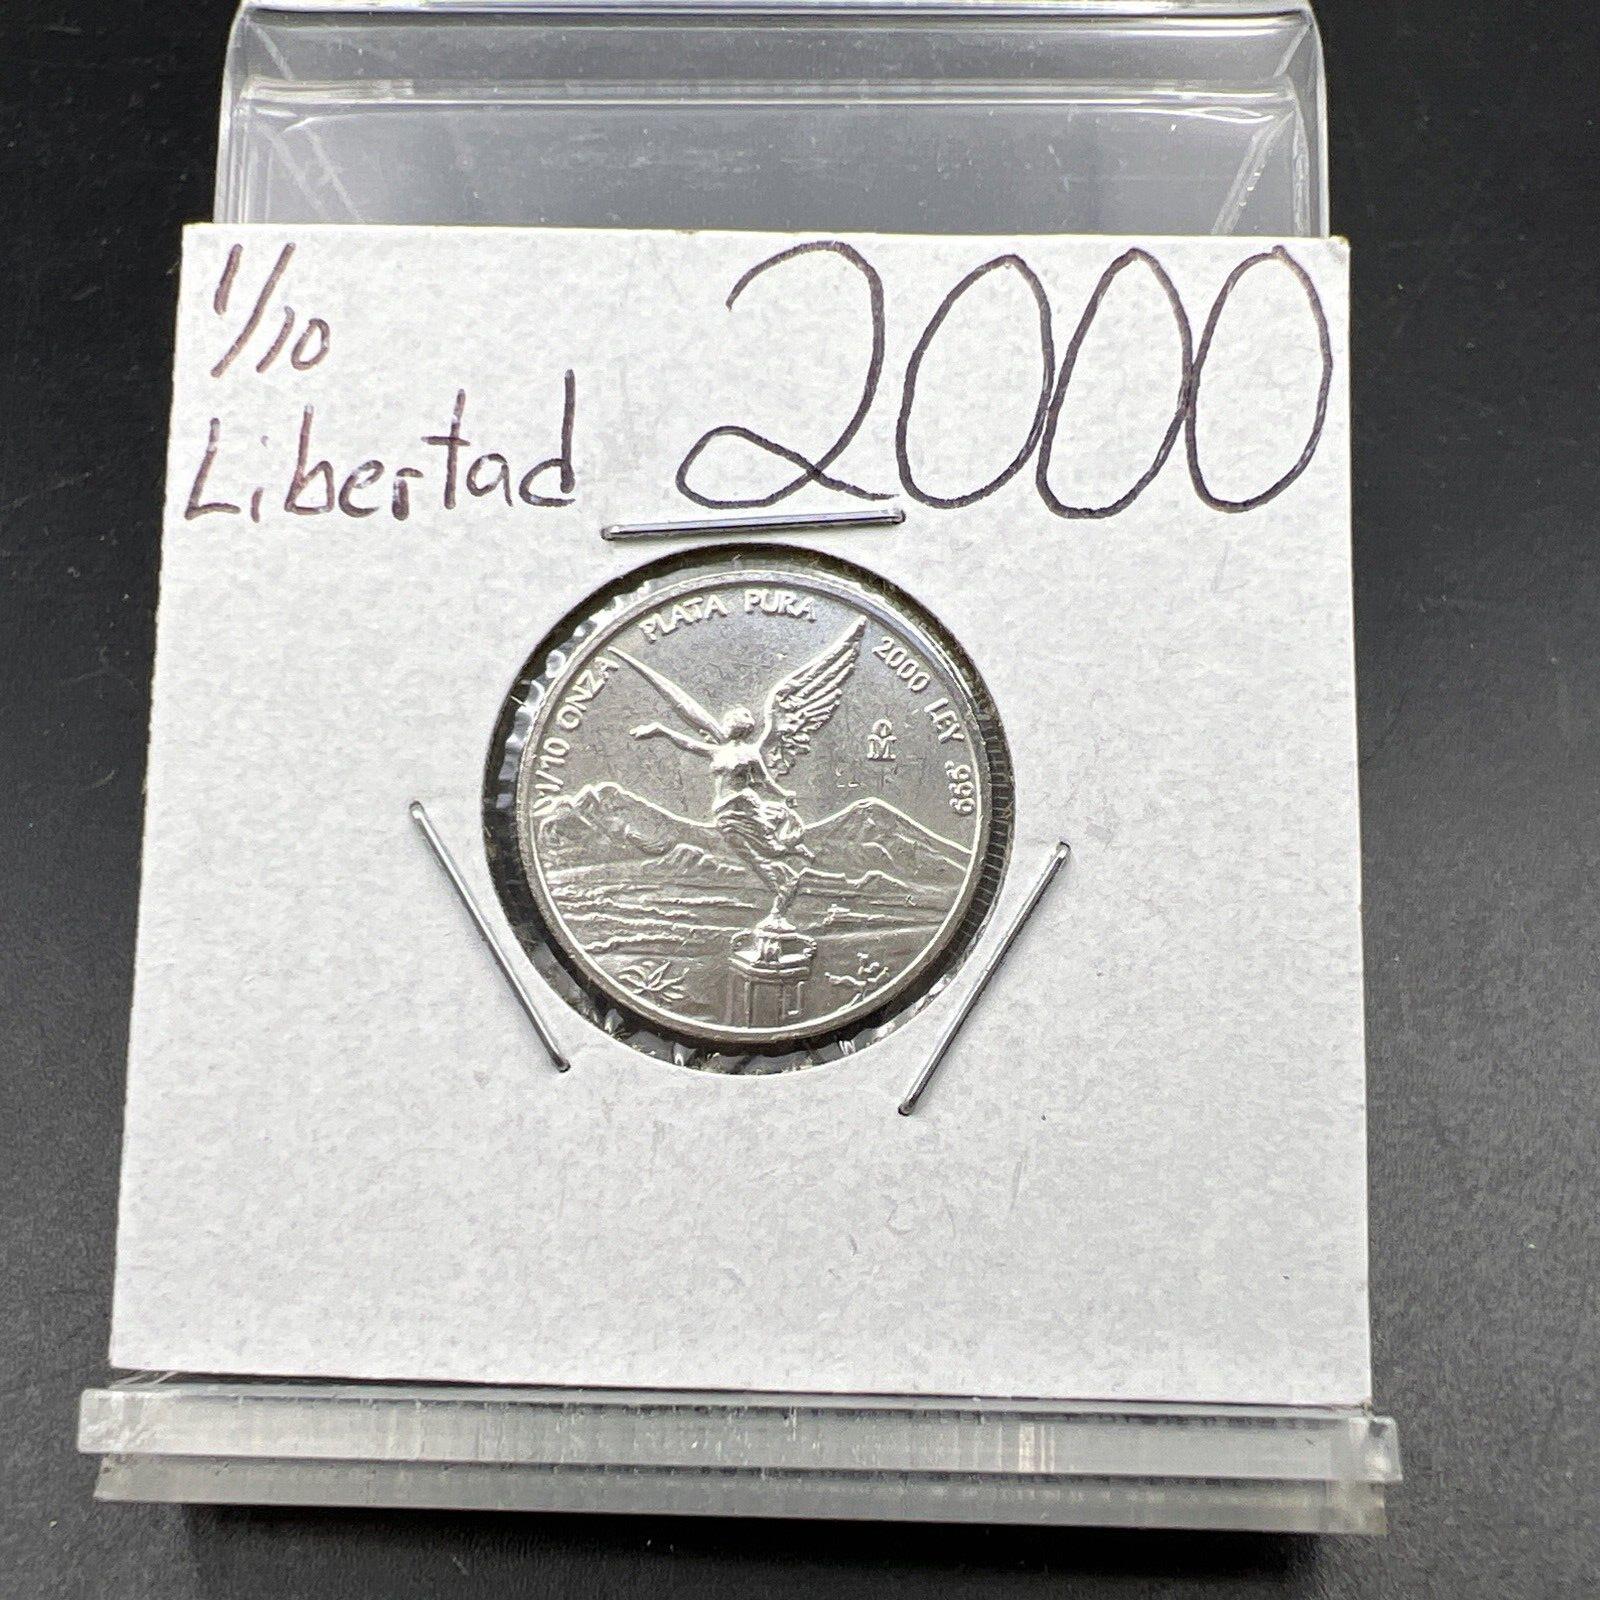 1/10
Libertad 2000
1/10 ONZA PLATA PURA 2000 LEY .999
M